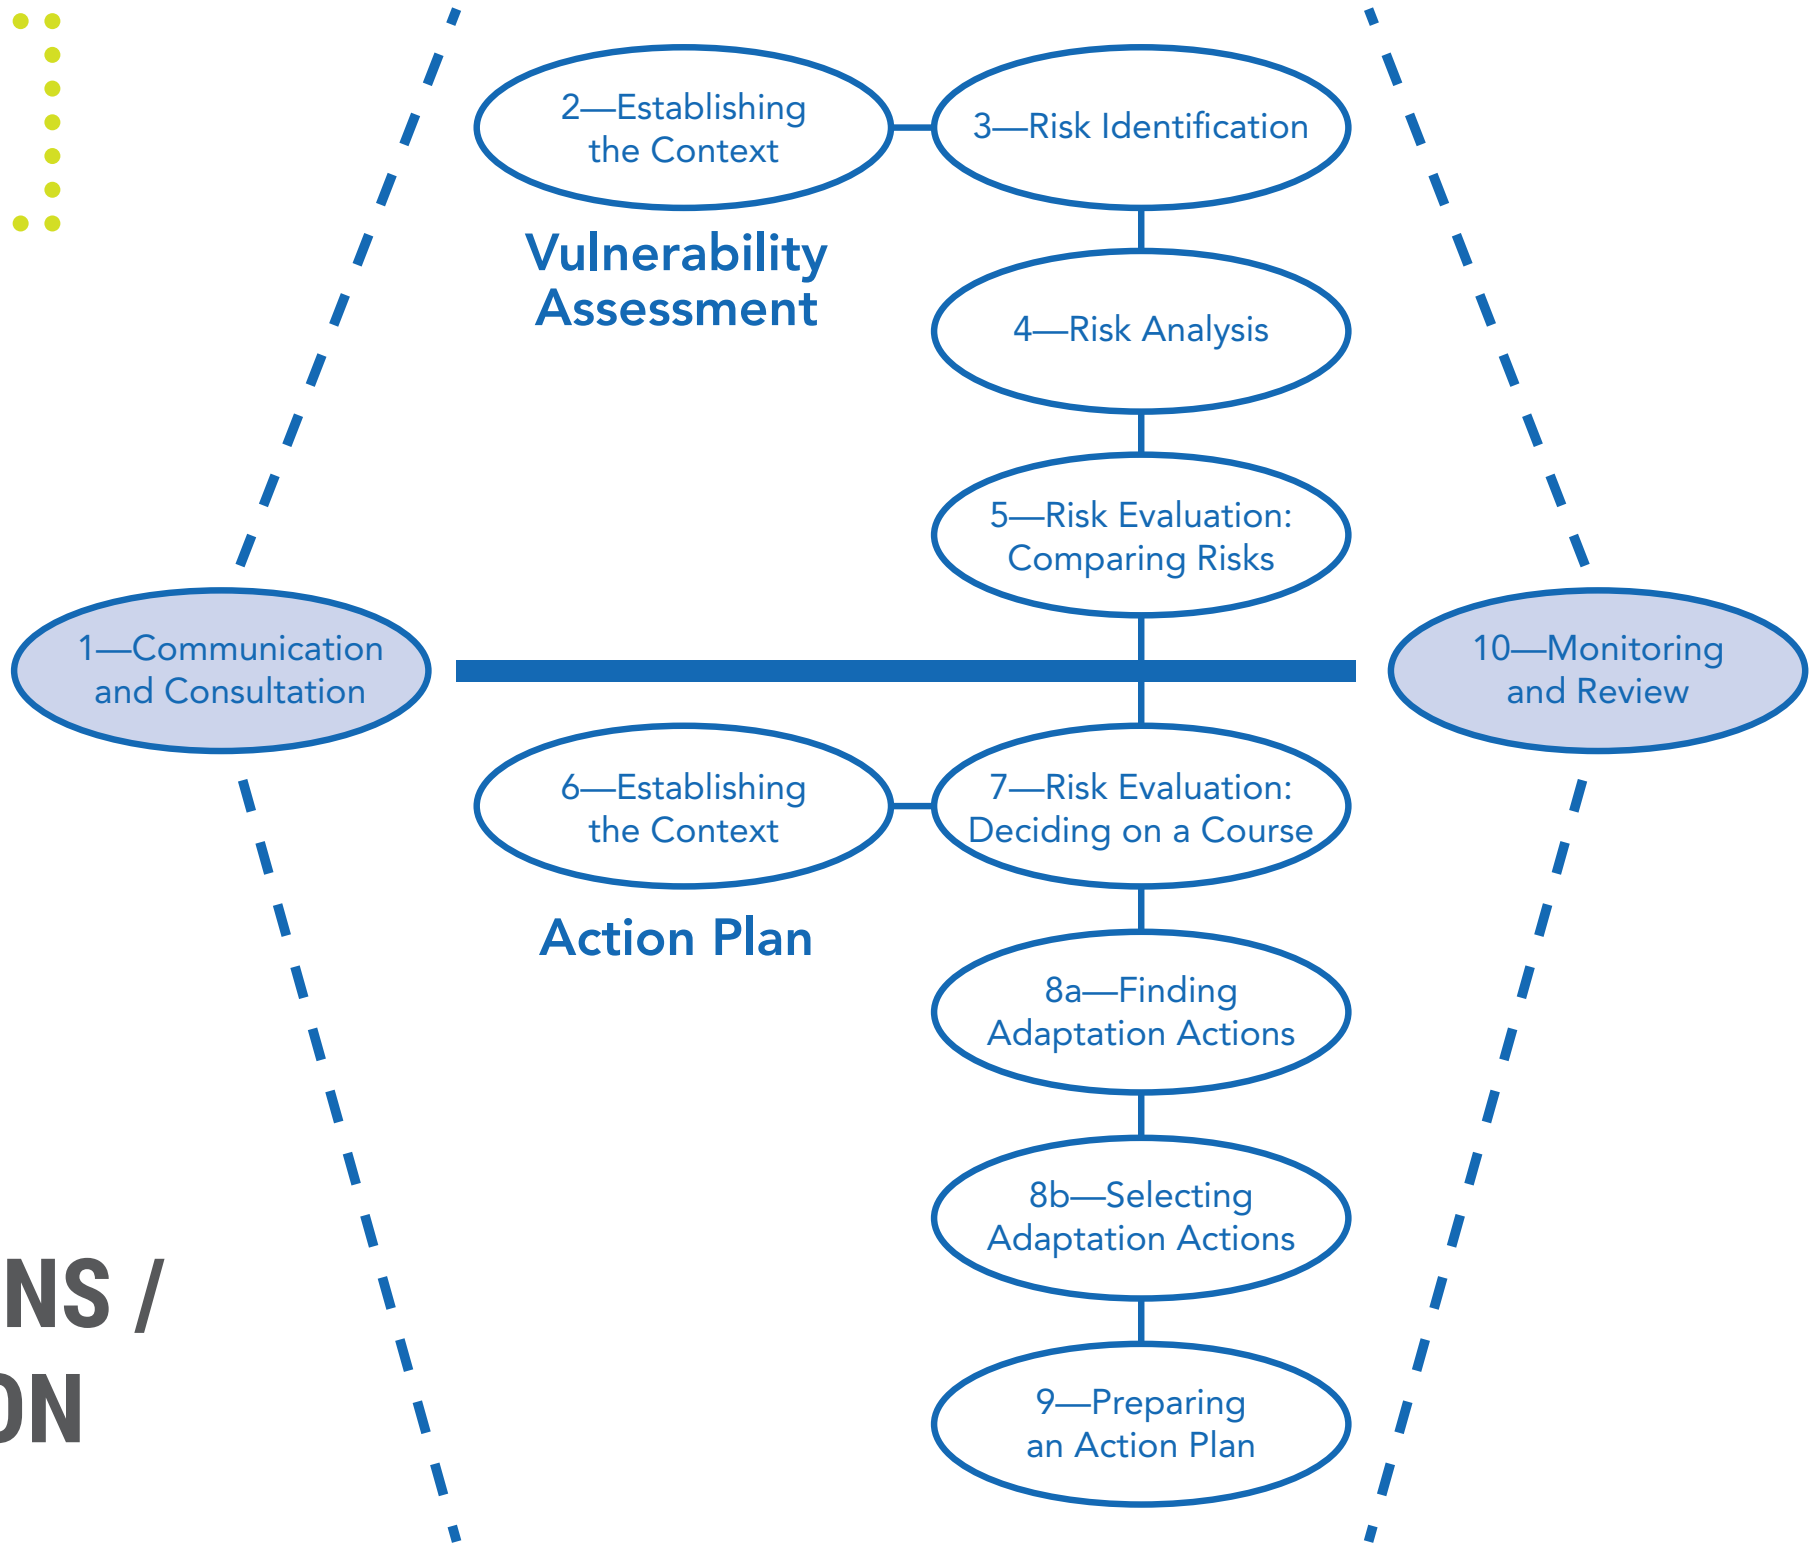 2—Establishing
the Context
3—Risk Identification
Vulnerability
Assessment
4—Risk Analysis
5—Risk Evaluation:
Comparing Risks
1—Communication
and Consultation
10—Monitoring
and Review
6—Establishing
the Context
7—Risk Evaluation:
Deciding on a Course
Action Plan
8a—Finding
Adaptation Actions
8b—Selecting
Adaptation Actions
NS /
ON
9—Preparing
an Action Plan